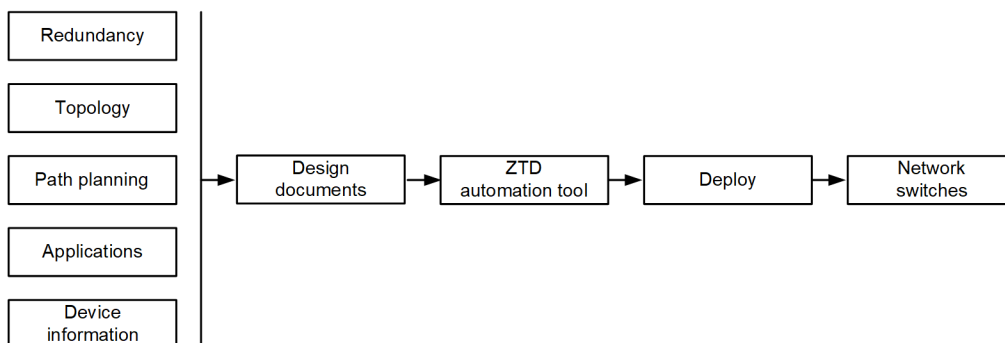 Redundancy
Topology
Path planning
Applications
Device
information
Design
documents
ZTD
automation tool
Deploy
Network
switches